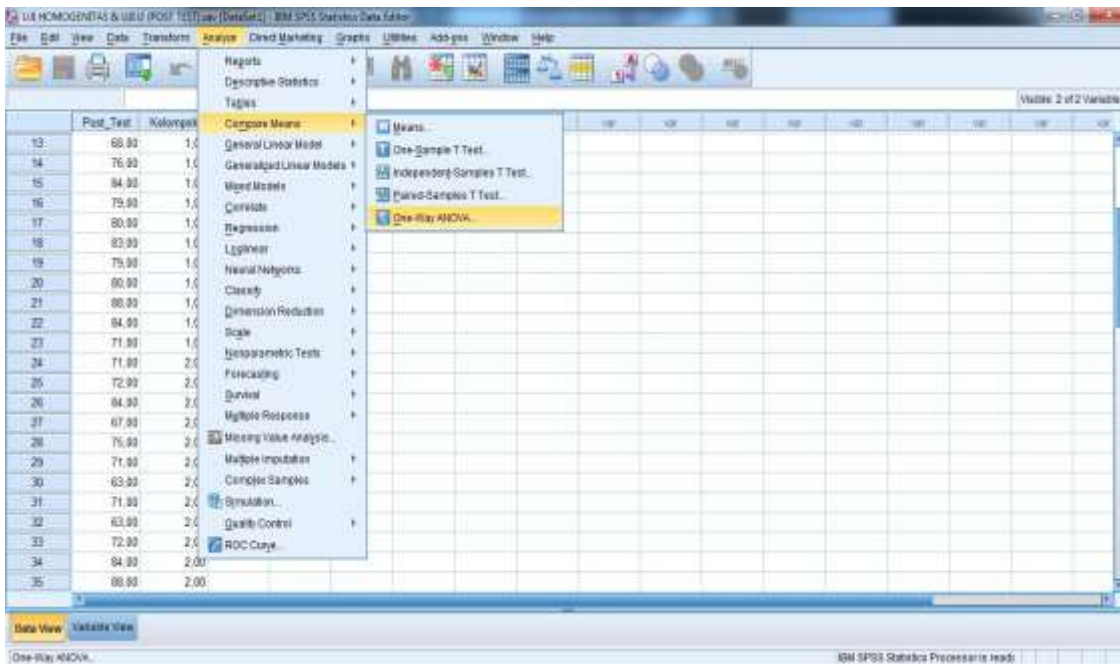 UJI HOMOGENITAS & UJI U (POST TEST).sav [DataSet1] - IBM SPSS Statistics Data Editor
File Edit View Data Transform Analyze Direct Marketing Graphs Utilities Add-ons Window Help
Visible: 2 of 2 Variable
Post_Test Kelompok var var var var var var var var
Reports
Descriptive Statistics
Tables
Compare Means
General Linear Model
Generalized Linear Models
Mixed Models
Correlate
Regression
Loglinear
Neural Networks
Classify
Dimension Reduction
Scale
Nonparametric Tests
Forecasting
Survival
Multiple Response
Missing Value Analysis...
Multiple Imputation
Complex Samples
Simulation...
Quality Control
ROC Curve...
Means...
One-Sample T Test...
Independent-Samples T Test...
Paired-Samples T Test...
One-Way ANOVA...
13 68,00 1,0
14 76,00 1,0
15 84,00 1,0
16 79,00 1,0
17 80,00 1,0
18 83,00 1,0
19 79,00 1,0
20 80,00 1,0
21 88,00 1,0
22 84,00 1,0
23 71,00 1,0
24 71,00 2,0
25 72,00 2,0
26 84,00 2,0
27 67,00 2,0
28 75,00 2,0
29 71,00 2,0
30 63,00 2,0
31 71,00 2,0
32 63,00 2,0
33 72,00 2,0
34 84,00 2,00
35 88,00 2,00
Data View Variable View
One-Way ANOVA...
IBM SPSS Statistics Processor is ready